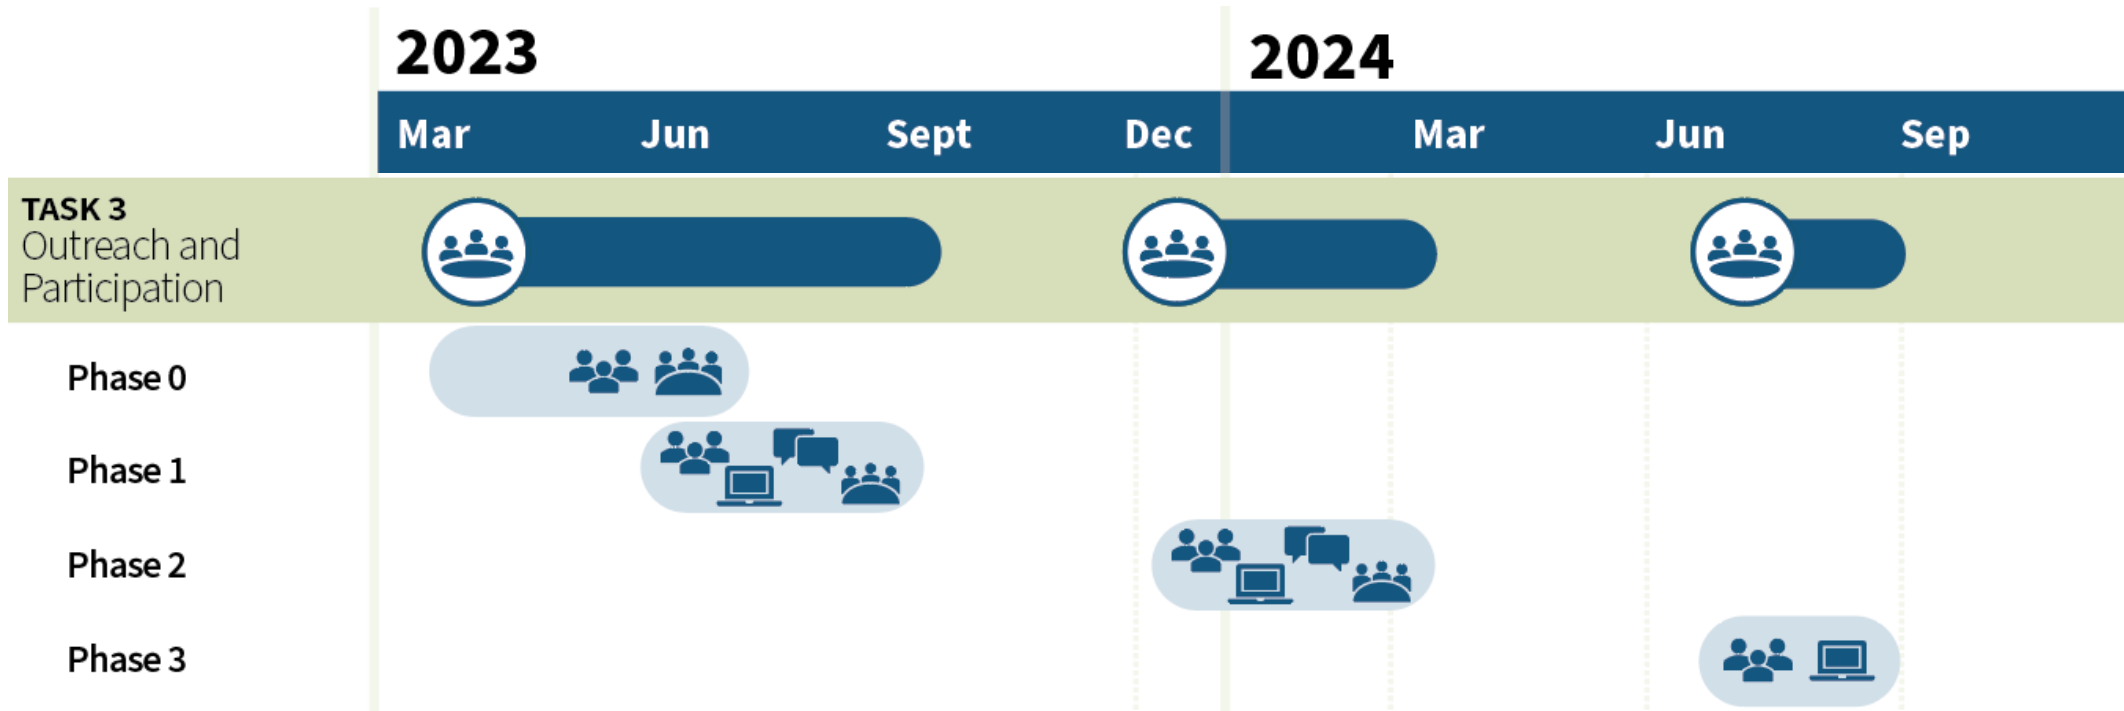 2023 2024
Mar Jun Sept Dec Mar Jun Sep
TASK 3
Outreach and
Participation
Phase 0
Phase 1
Phase 2
Phase 3